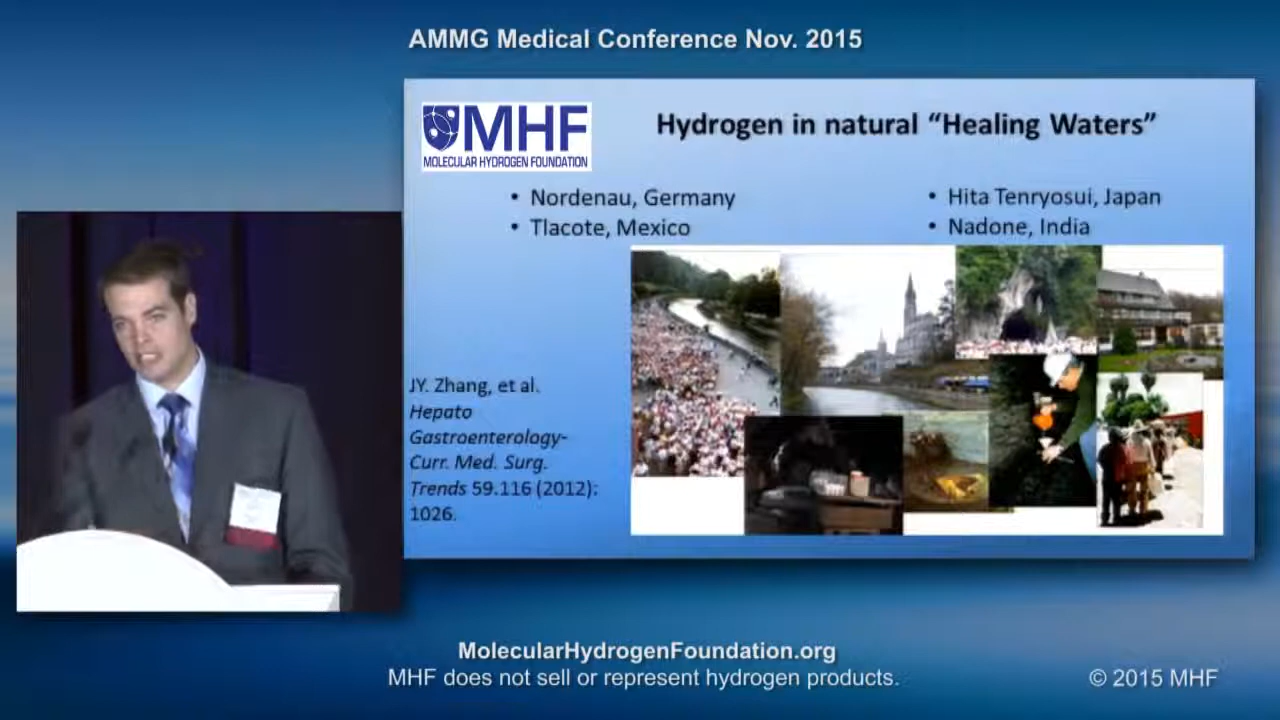 AMMG Medical Conference Nov. 2015
MHF
MOLECULAR HYDROGEN FOUNDATION
Hydrogen in natural “Healing Waters”
• Nordenau, Germany
• Tlacote, Mexico
• Hita Tenryosui, Japan
• Nadone, India
JY. Zhang, et al.
Hepato
Gastroenterology-
Curr. Med. Surg.
Trends 59.116 (2012):
1026.
MolecularHydrogenFoundation.org
MHF does not sell or represent hydrogen products.
© 2015 MHF